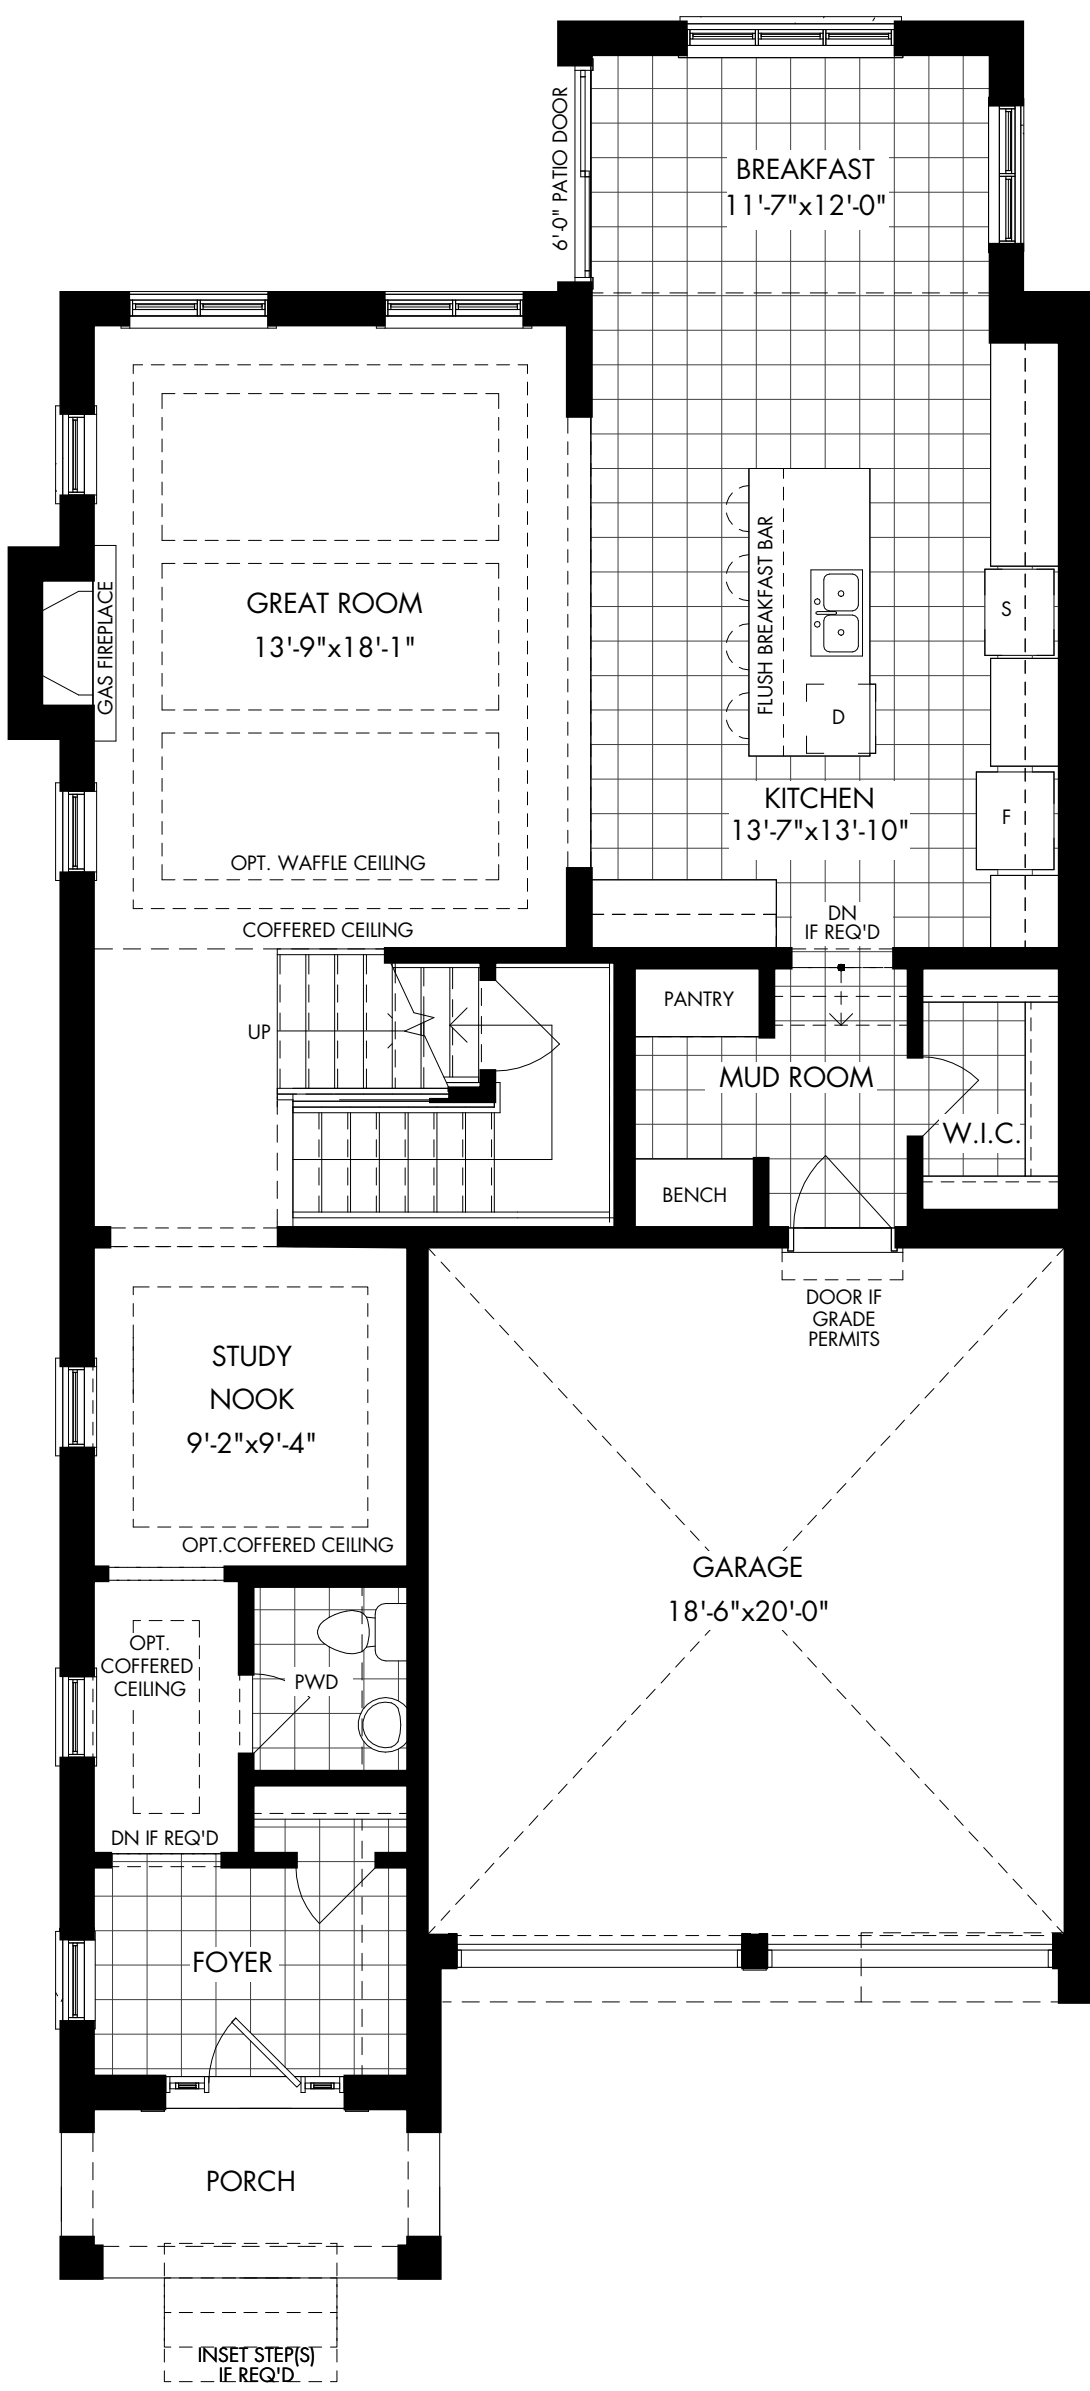 6'-0" PATIO DOOR
BREAKFAST
11'-7"x12'-0"
GREAT ROOM
13'-9"x18'-1"
GAS FIREPLACE
OPT. WAFFLE CEILING
COFFERED CEILING
FLUSH BREAKFAST BAR
S
D
F
KITCHEN
13'-7"x13'-10"
DN
IF REQ'D
UP
PANTRY
MUD ROOM
W.I.C.
BENCH
DOOR IF
GRADE
PERMITS
STUDY
NOOK
9'-2"x9'-4"
OPT.COFFERED CEILING
GARAGE
18'-6"x20'-0"
OPT.
COFFERED
CEILING
PWD
DN IF REQ'D
FOYER
PORCH
INSET STEP(S)
IF REQ'D